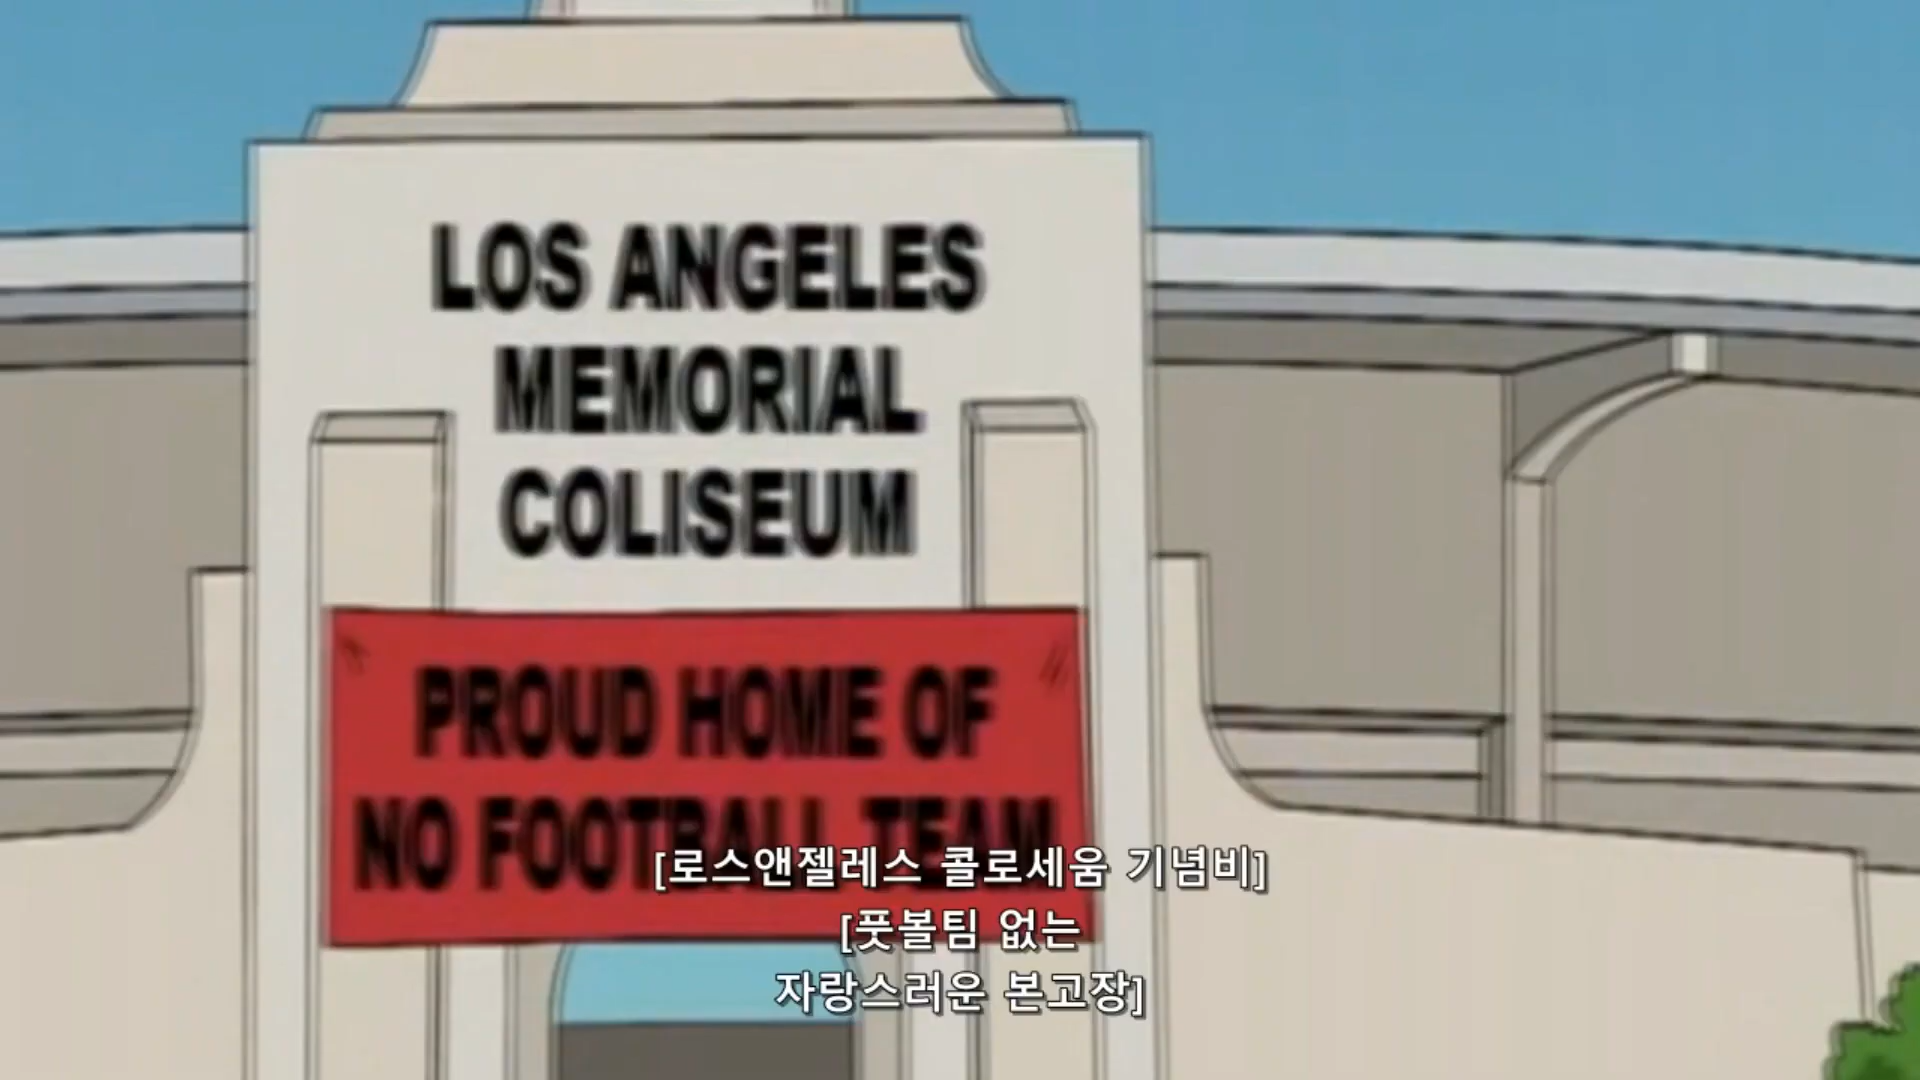 LOS ANGELES
MEMORIAL
COLISEUM
PROUD HOME OF
NO FOOTBALL TEAM
[로스앤젤레스 콜로세움 기념비]
[풋볼팀 없는
자랑스러운 본고장]